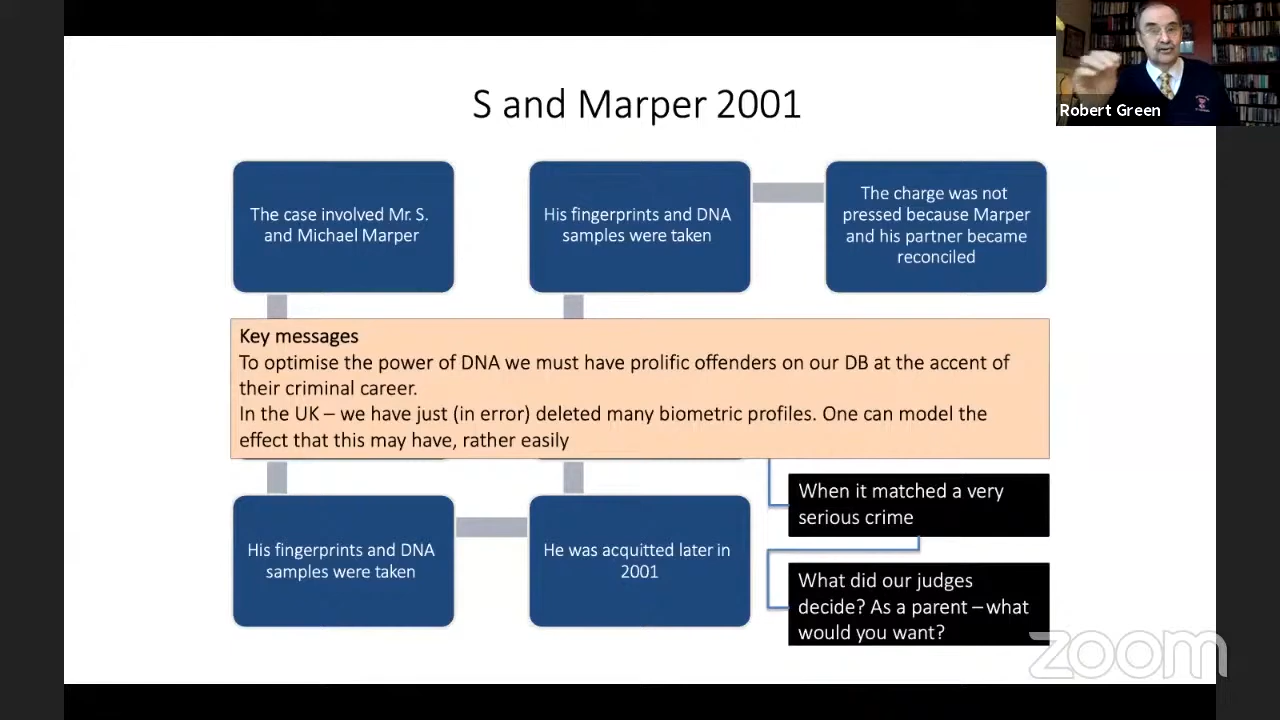 Robert Green
S and Marper 2001
The case involved Mr. S.
and Michael Marper
His fingerprints and DNA
samples were taken
The charge was not
pressed because Marper
and his partner became
reconciled
Key messages
To optimise the power of DNA we must have prolific offenders on our DB at the accent of
their criminal career.
In the UK – we have just (in error) deleted many biometric profiles. One can model the
effect that this may have, rather easily
His fingerprints and DNA
samples were taken
He was acquitted later in
2001
When it matched a very
serious crime
What did our judges
decide? As a parent – what
would you want?
zoom